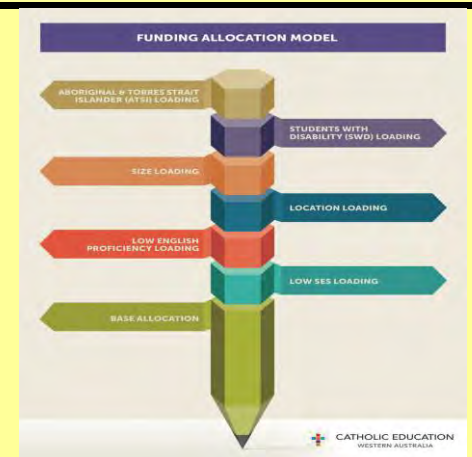 FUNDING ALLOCATION MODEL
ABORIGINAL & TORRES STRAIT
ISLANDER (ATSI) LOADING
STUDENTS WITH
DISABILITY (SWD) LOADING
SIZE LOADING
LOCATION LOADING
LOW ENGLISH
PROFICIENCY LOADING
LOW SES LOADING
BASE ALLOCATION
CATHOLIC EDUCATION
WESTERN AUSTRALIA